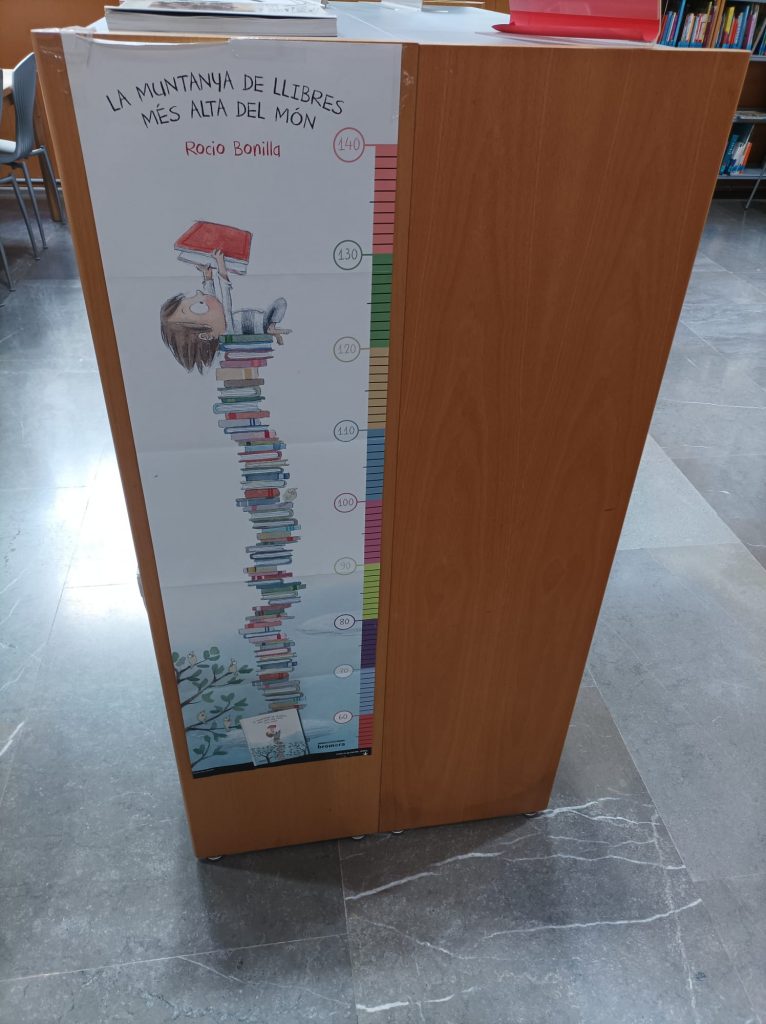 LA MUNTANYA DE LLIBRES
MÉS ALTA DEL MÓN
Rocio Bonilla
140
130
120
110
100
90
80
70
60
bromera